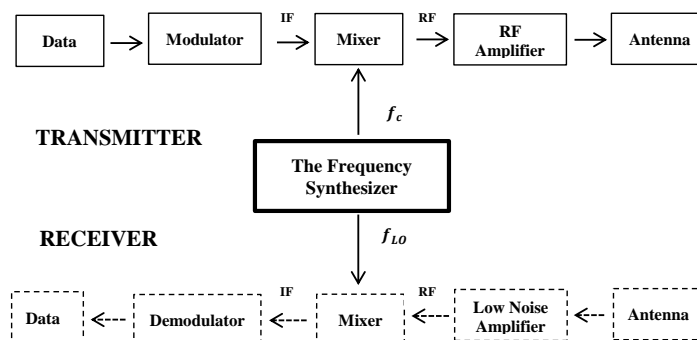 IF
RF
Data
Modulator
Mixer
RF
Amplifier
Antenna
f_c
TRANSMITTER
The Frequency
Synthesizer
RECEIVER
f_LO
IF
RF
Data
Demodulator
Mixer
Low Noise
Amplifier
Antenna